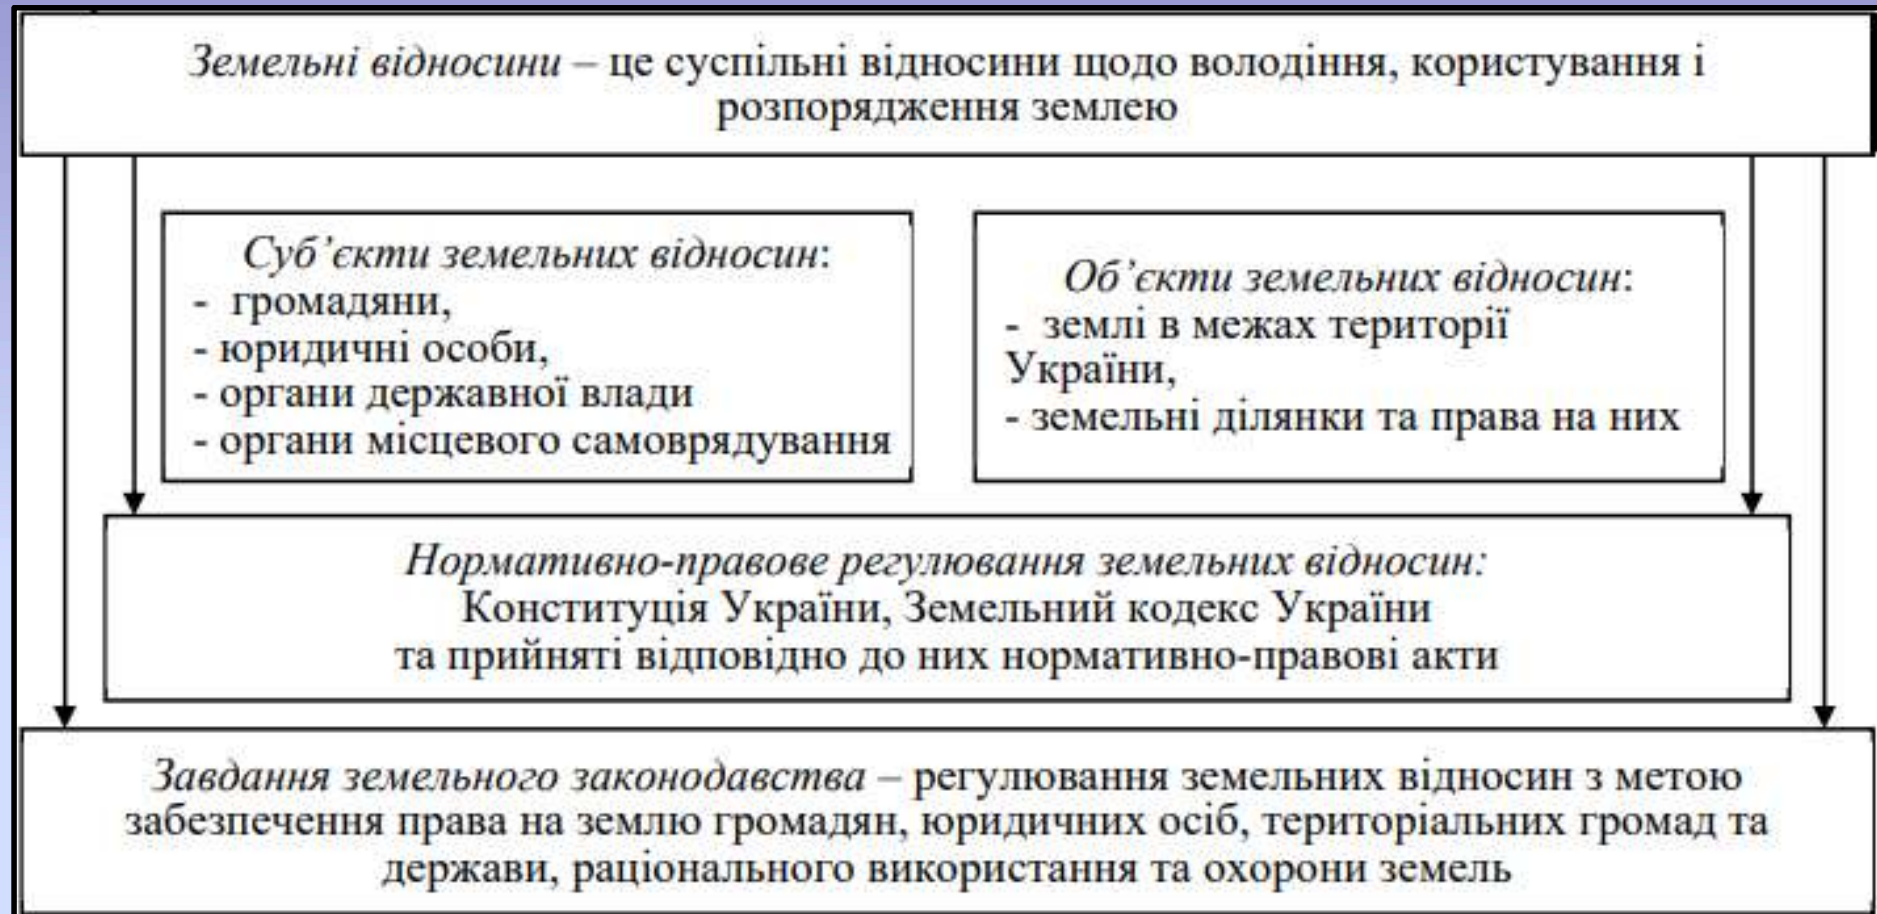 Земельні відносини – це суспільні відносини щодо володіння, користування і
розпорядження землею
Суб’єкти земельних відносин:
- громадяни,
- юридичні особи,
- органи державної влади
- органи місцевого самоврядування
Об’єкти земельних відносин:
- землі в межах території
України,
- земельні ділянки та права на них
Нормативно-правове регулювання земельних відносин:
Конституція України, Земельний кодекс України
та прийняті відповідно до них нормативно-правові акти
Завдання земельного законодавства – регулювання земельних відносин з метою
забезпечення права на землю громадян, юридичних осіб, територіальних громад та
держави, раціонального використання та охорони земель